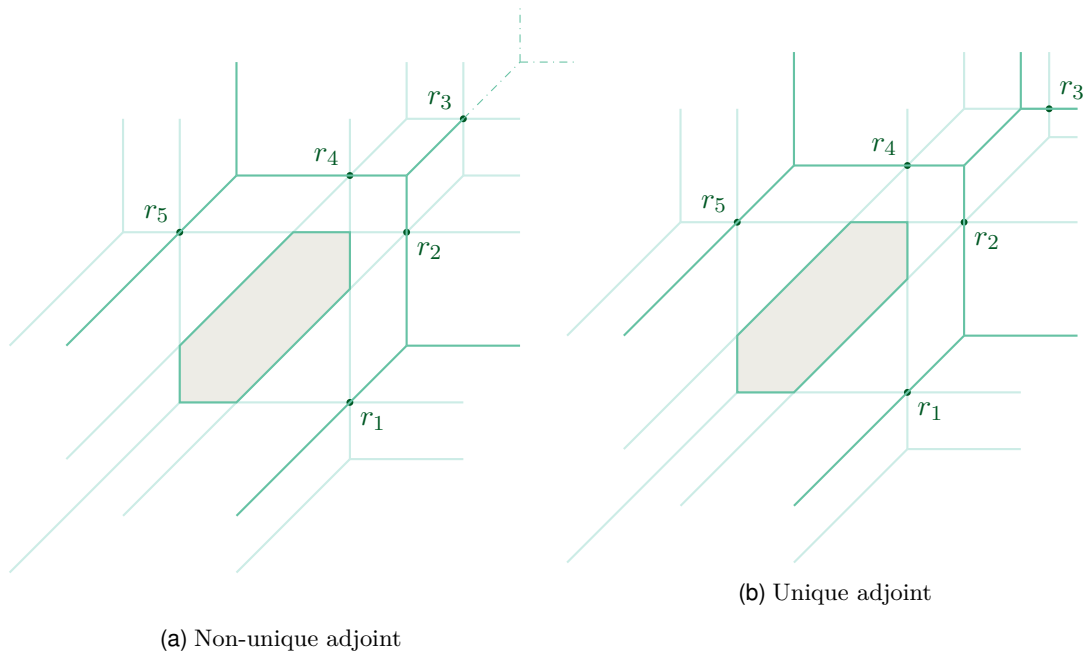 r₃
r₄
r₅
r₂
r₁
(a) Non-unique adjoint
r₃
r₄
r₅
r₂
r₁
(b) Unique adjoint